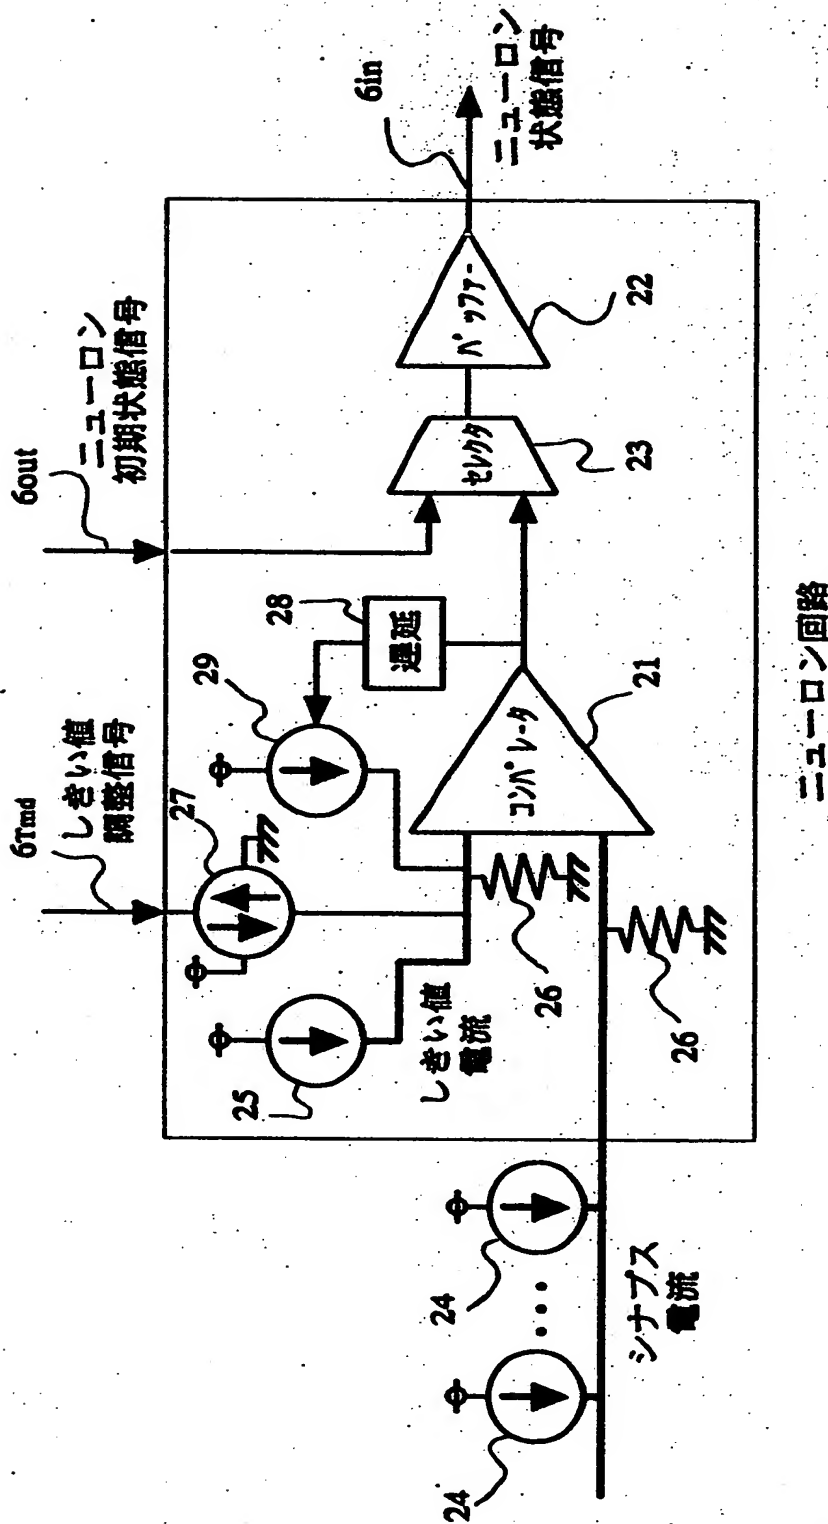 6Tmd
しきい値
調整信号
6out
ニューロン
初期状態信号
27
29
28
遅延
25
しきい値
電流
26
26
コンパレータ
21
セレクタ
23
バッファー
22
6in
ニューロン
状態信号
24
24
シナプス
電流
ニューロン回路